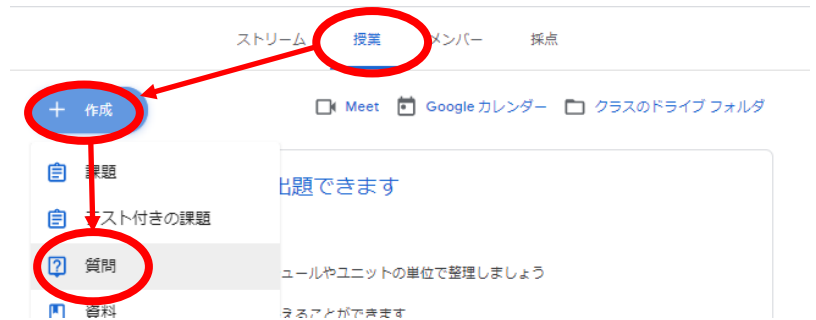 ストリーム 授業 メンバー 採点
+ 作成 Meet Google カレンダー クラスのドライブ フォルダ
課題
出題できます
テスト付きの課題
質問
ュールやユニットの単位で整理しましょう
資料
えることができます